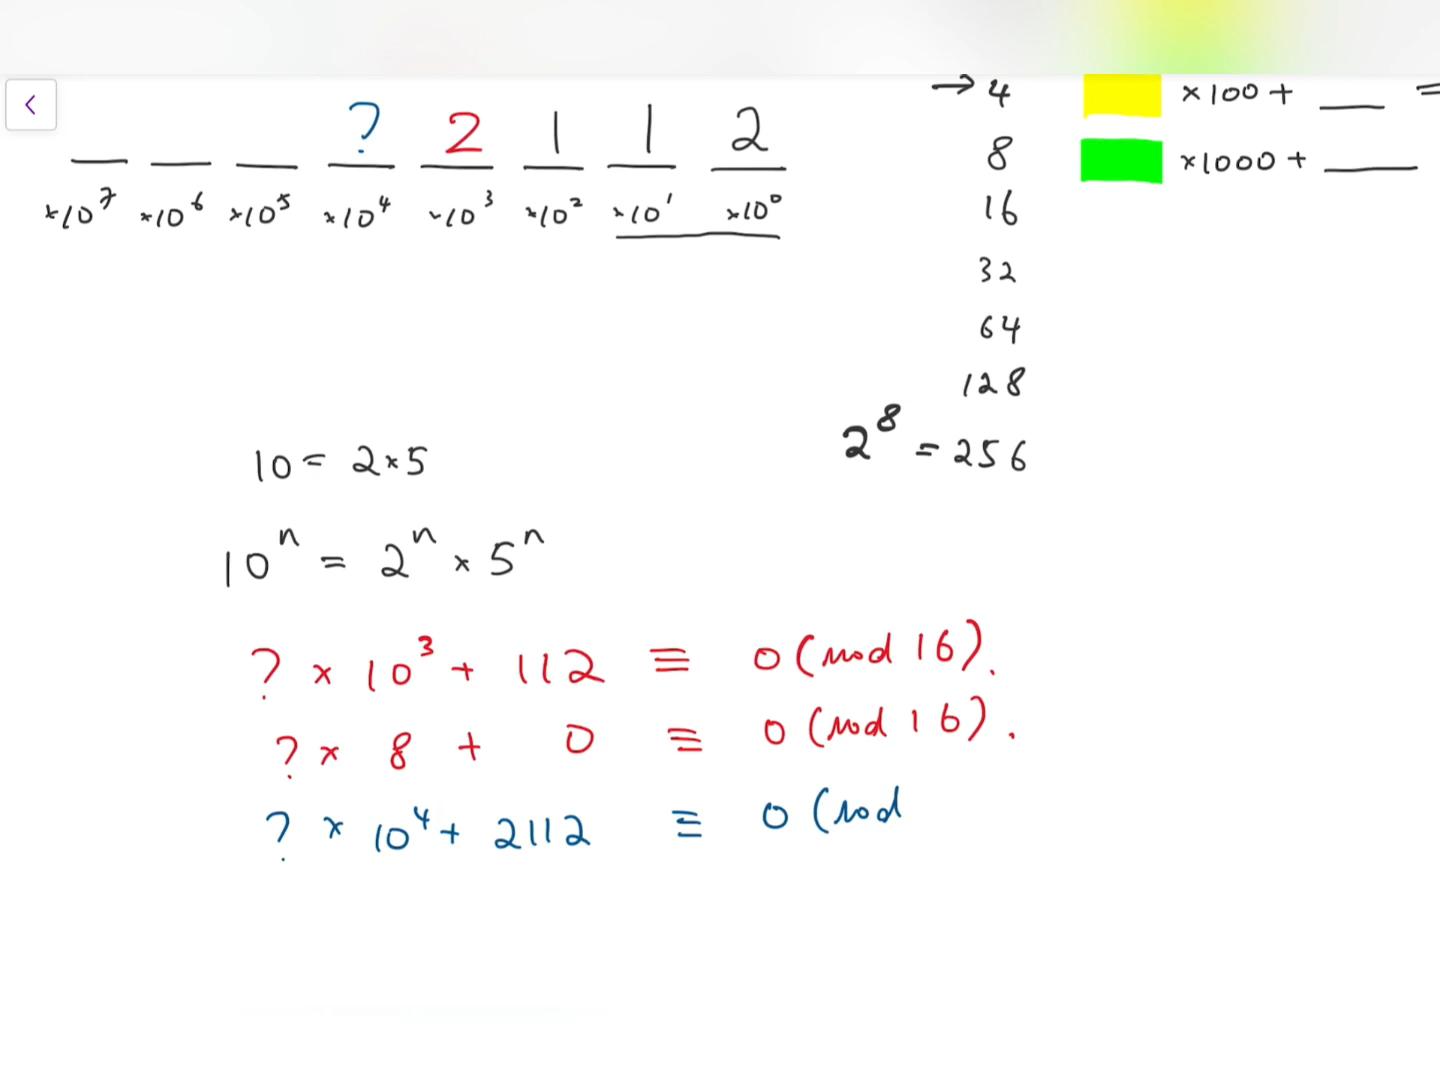 → 4
×100 + __ =
? 2 1 1 2
8
×1000 + __
×10⁷ ×10⁶ ×10⁵ ×10⁴ ×10³ ×10² ×10¹ ×10⁰
16
32
64
128
2⁸ = 256
10 = 2×5
10ⁿ = 2ⁿ × 5ⁿ
? × 10³ + 112 ≡ 0 (mod 16).
? × 8 + 0 ≡ 0 (mod 16).
? × 10⁴ + 2112 ≡ 0 (mod